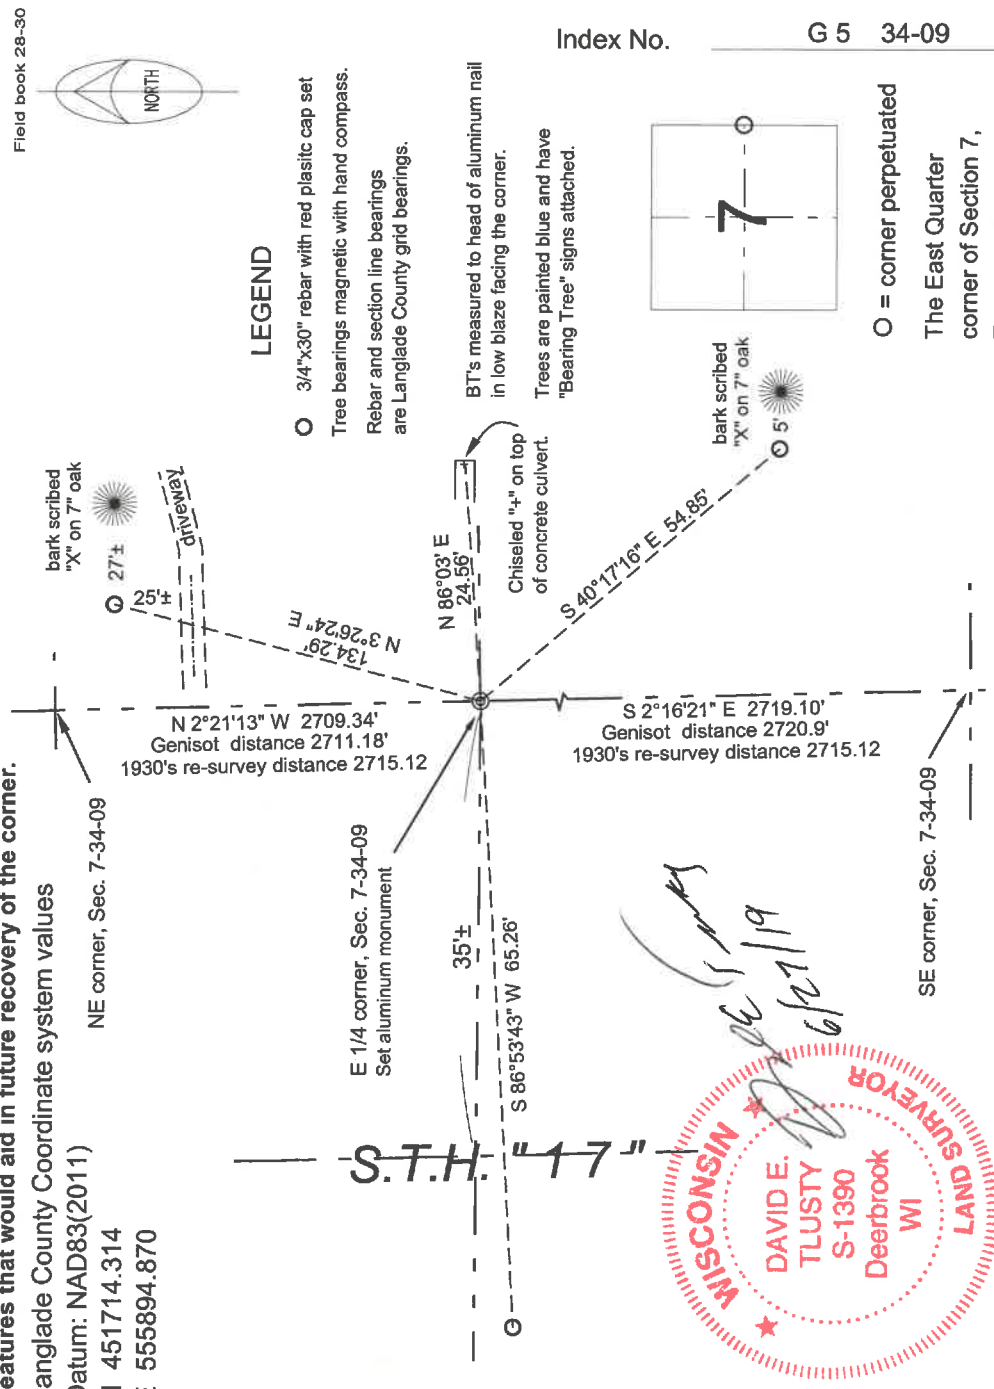 Field book 28-30
NORTH
Index No. G 5 34-09
eatures that would aid in future recovery of the corner.
anglade County Coordinate system values
Datum: NAD83(2011)
451714.314
555894.870
LEGEND
O 3/4"x30" rebar with red plasitc cap set
Tree bearings magnetic with hand compass.
Rebar and section line bearings
are Langlade County grid bearings.
BT's measured to head of aluminum nail
in low blaze facing the corner.
Trees are painted blue and have
"Bearing Tree" signs attached.
7
O = corner perpetuated
The East Quarter
corner of Section 7,
bark scribed
"X" on 7" oak
27'±
25'±
driveway
N 3°26'24" E
134.29'
N 86°03' E
24.56'
Chiseled "+" on top
of concrete culvert.
bark scribed
"X" on 7" oak
5'
S 40°17'16" E 54.85'
NE corner, Sec. 7-34-09
N 2°21'13" W 2709.34'
Genisot distance 2711.18'
1930's re-survey distance 2715.12
S 2°16'21" E 2719.10'
Genisot distance 2720.9'
1930's re-survey distance 2715.12
E 1/4 corner, Sec. 7-34-09
Set aluminum monument
35'±
S 86°53'43" W 65.26'
SE corner, Sec. 7-34-09
S.T.H. "17"
6/27/19
WISCONSIN
DAVID E.
TLUSTY
S-1390
Deerbrook
WI
LAND SURVEYOR